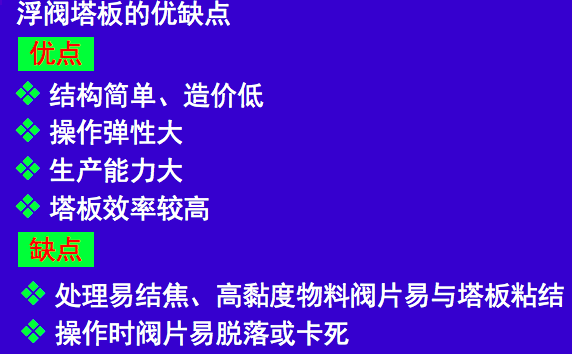 浮阀塔板的优缺点
优点
结构简单、造价低
操作弹性大
生产能力大
塔板效率较高
缺点
处理易结焦、高黏度物料阀片易与塔板粘结
操作时阀片易脱落或卡死